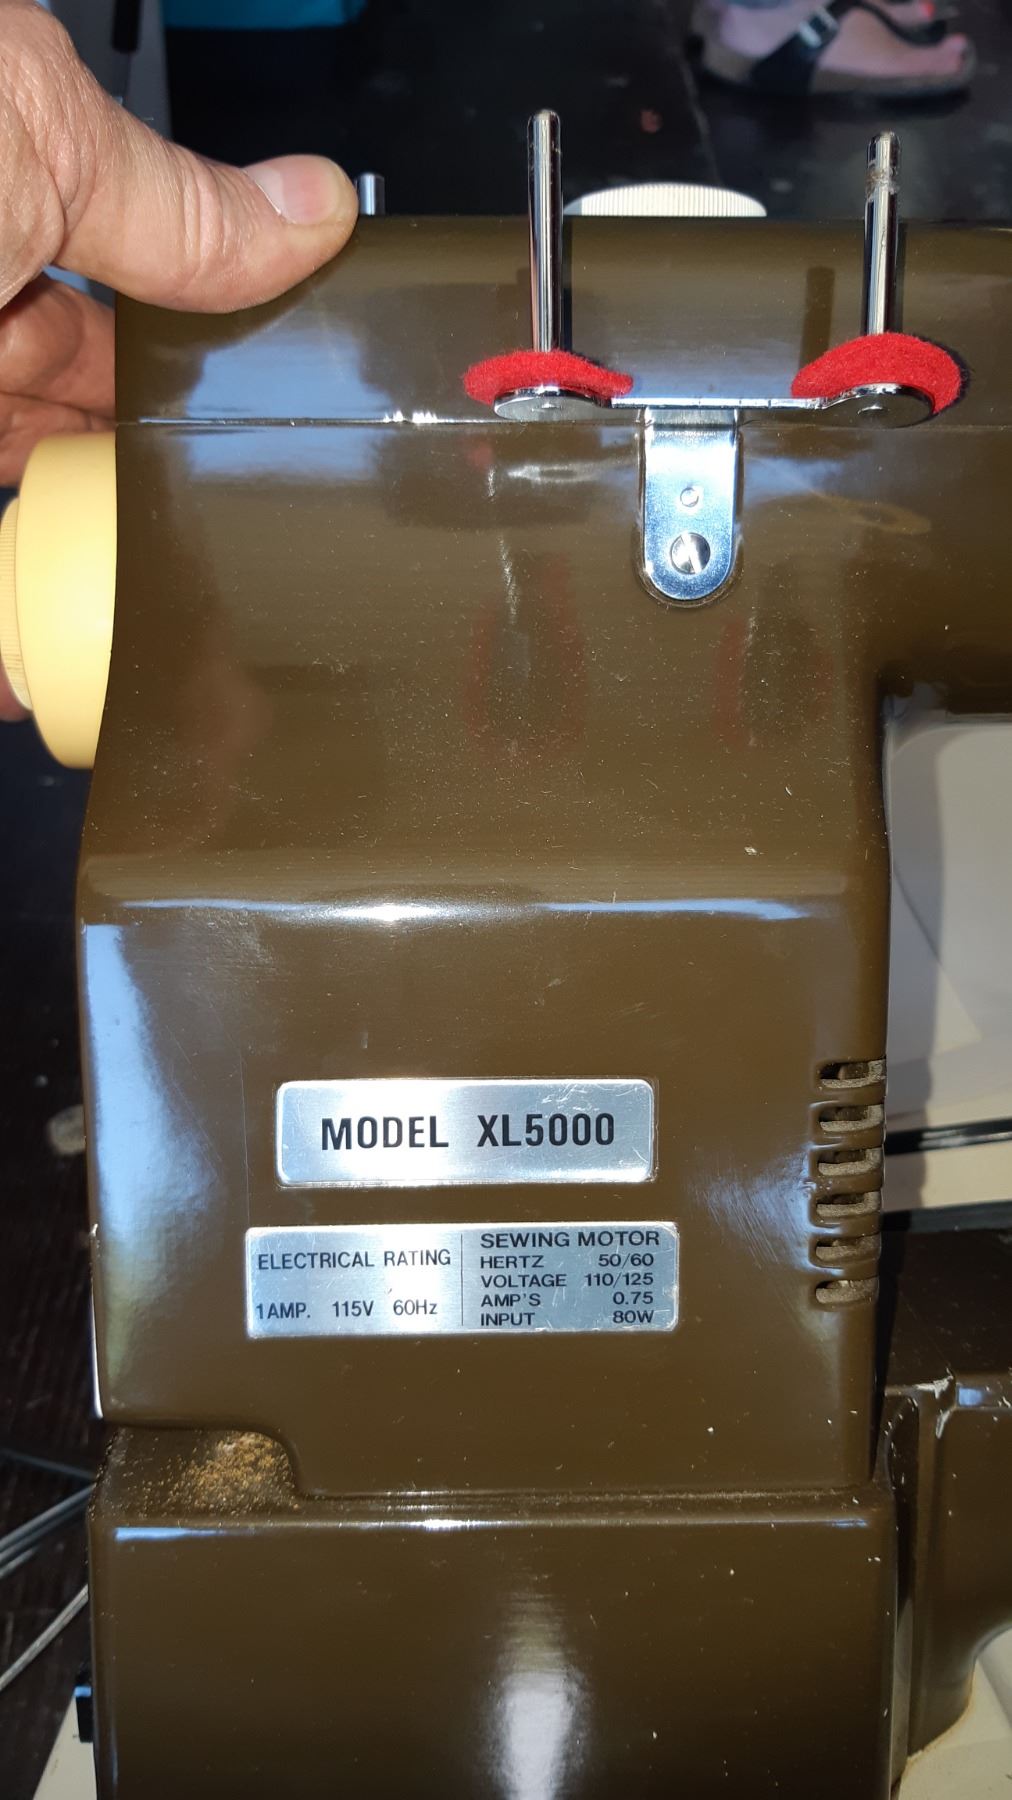 MODEL XL5000
ELECTRICAL RATING
1AMP. 115V 60Hz
SEWING MOTOR
HERTZ 50/60
VOLTAGE 110/125
AMP'S 0.75
INPUT 80W